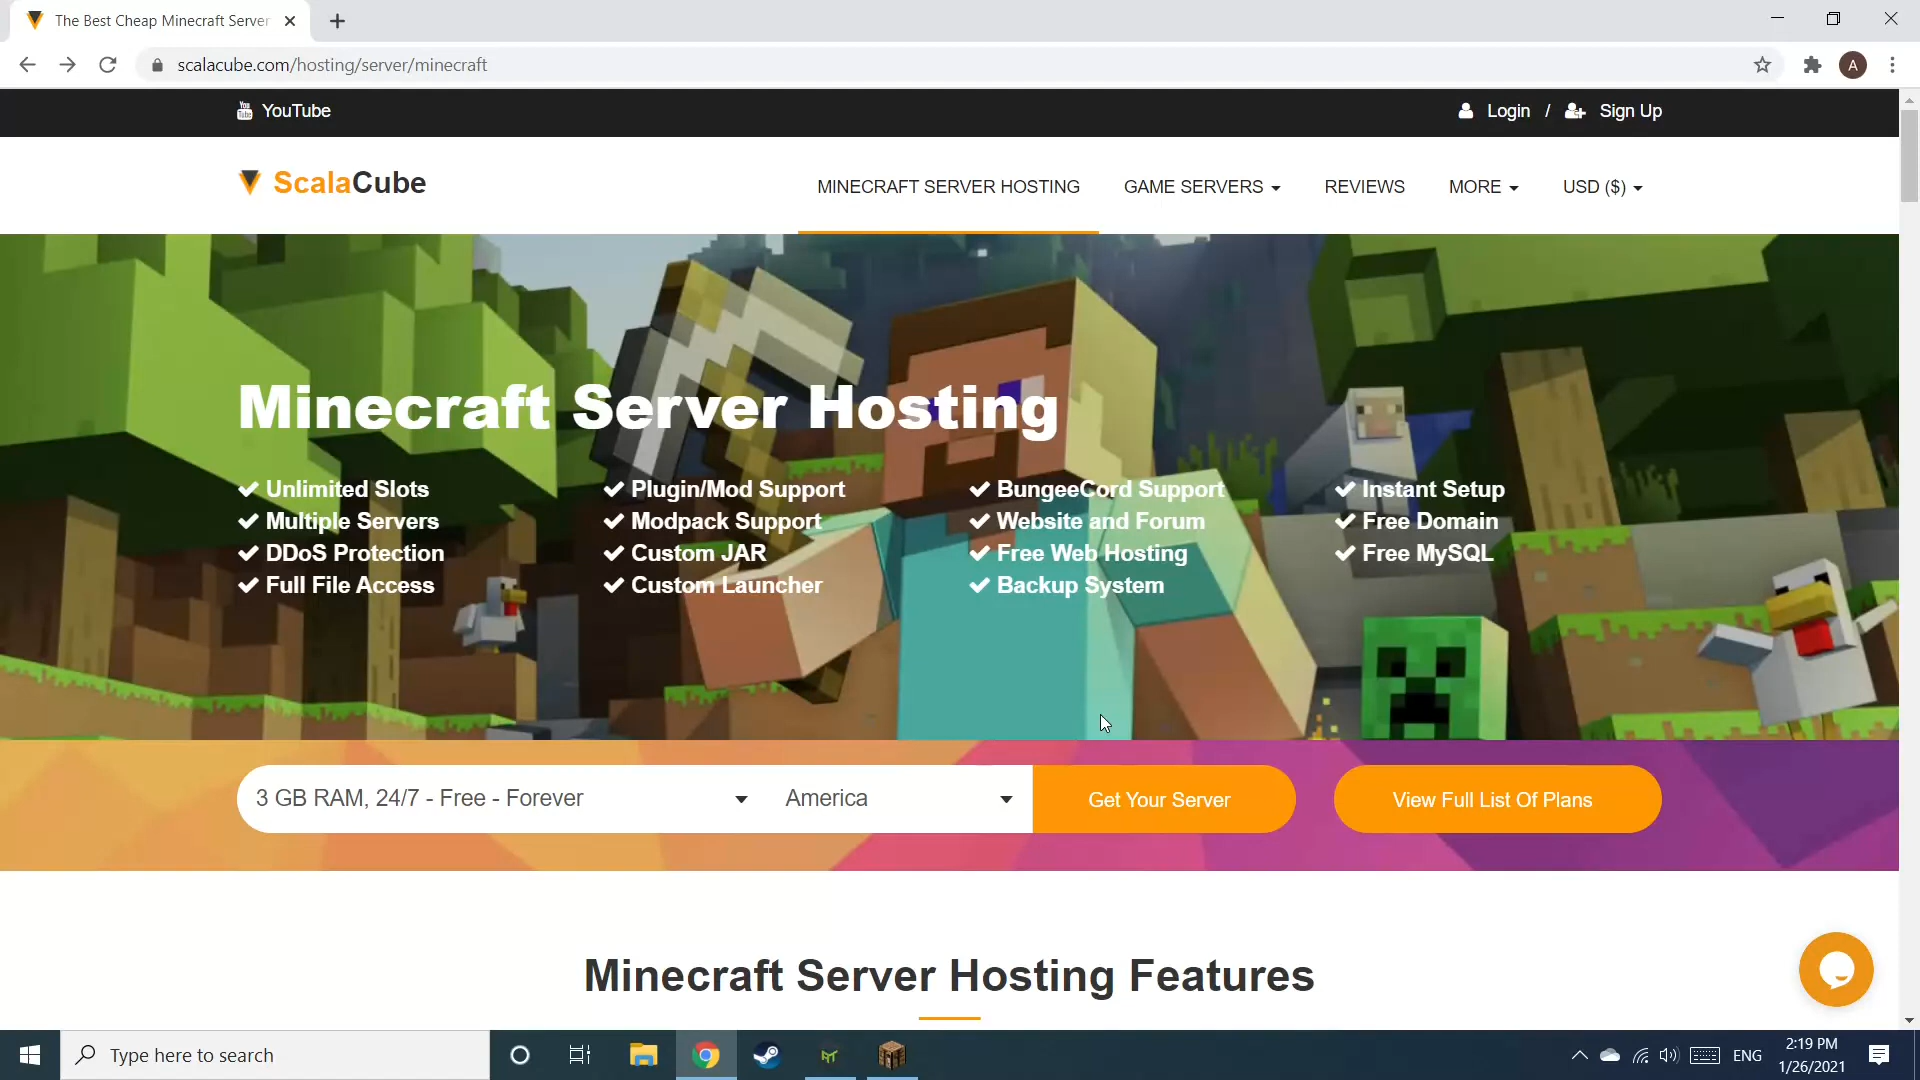 The Best Cheap Minecraft Server
scalacube.com/hosting/server/minecraft
A
YouTube
Login / Sign Up
ScalaCube
MINECRAFT SERVER HOSTING
GAME SERVERS
REVIEWS
MORE
USD ($)
Minecraft Server Hosting
Unlimited Slots
Multiple Servers
DDoS Protection
Full File Access
Plugin/Mod Support
Modpack Support
Custom JAR
Custom Launcher
BungeeCord Support
Website and Forum
Free Web Hosting
Backup System
Instant Setup
Free Domain
Free MySQL
3 GB RAM, 24/7 - Free - Forever
America
Get Your Server
View Full List Of Plans
Minecraft Server Hosting Features
Type here to search
ENG
2:19 PM
1/26/2021